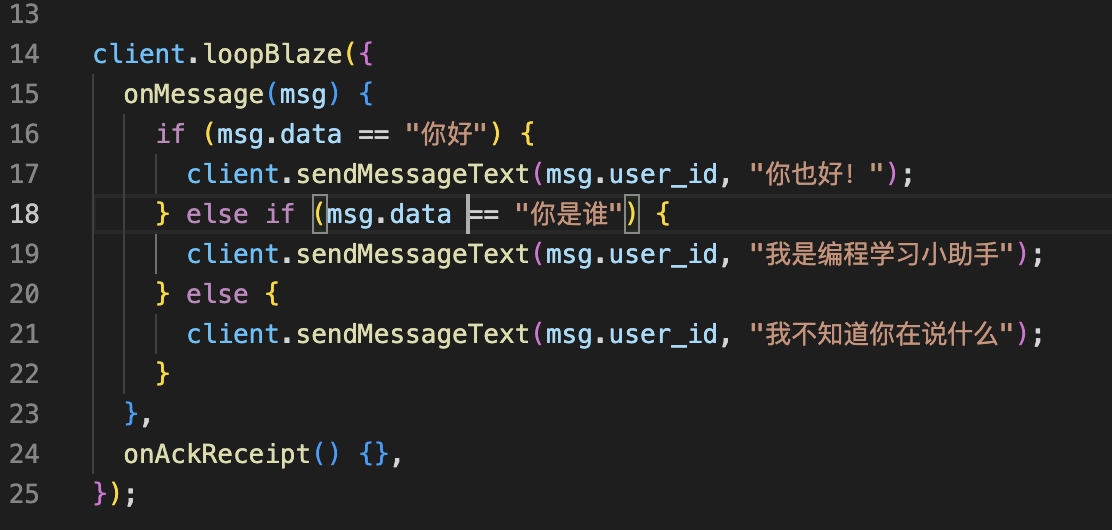 13
14 client.loopBlaze({
15 onMessage(msg) {
16 if (msg.data == "你好") {
17 client.sendMessageText(msg.user_id, "你也好！");
18 } else if (msg.data == "你是谁") {
19 client.sendMessageText(msg.user_id, "我是编程学习小助手");
20 } else {
21 client.sendMessageText(msg.user_id, "我不知道你在说什么");
22 }
23 },
24 onAckReceipt() {},
25 });